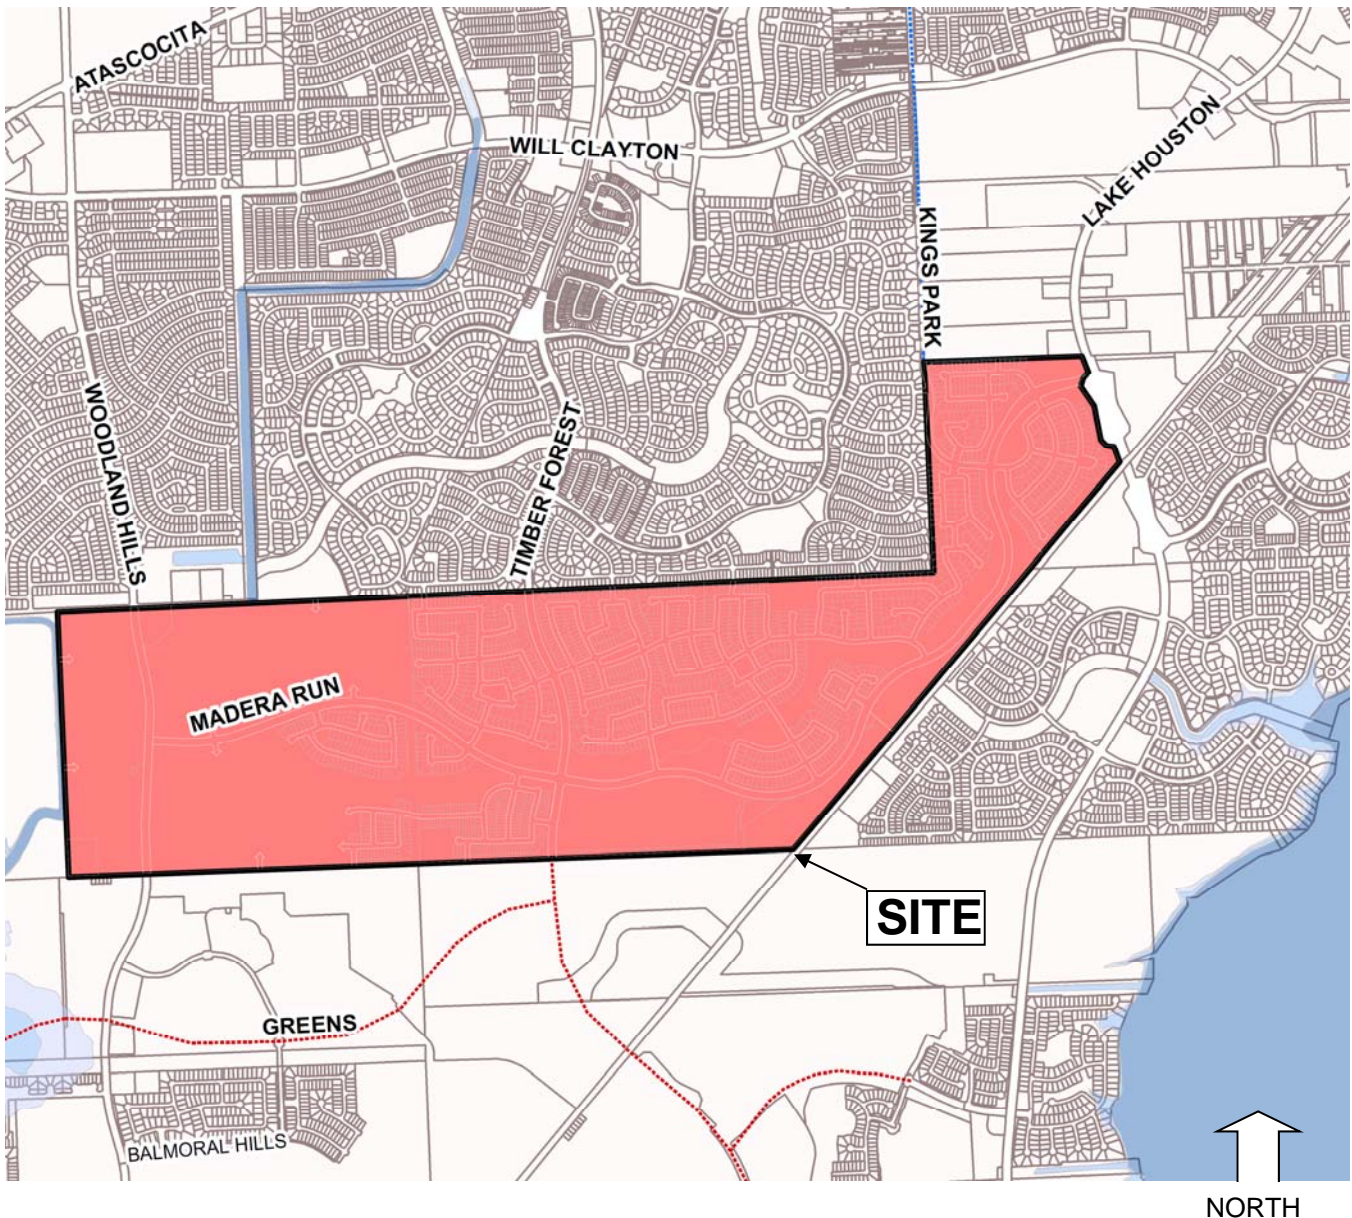 ATASCOCITA
WILL CLAYTON
LAKE HOUSTON
KINGS PARK
WOODLAND HILLS
TIMBER FOREST
MADERA RUN
SITE
GREENS
BALMORAL HILLS
NORTH